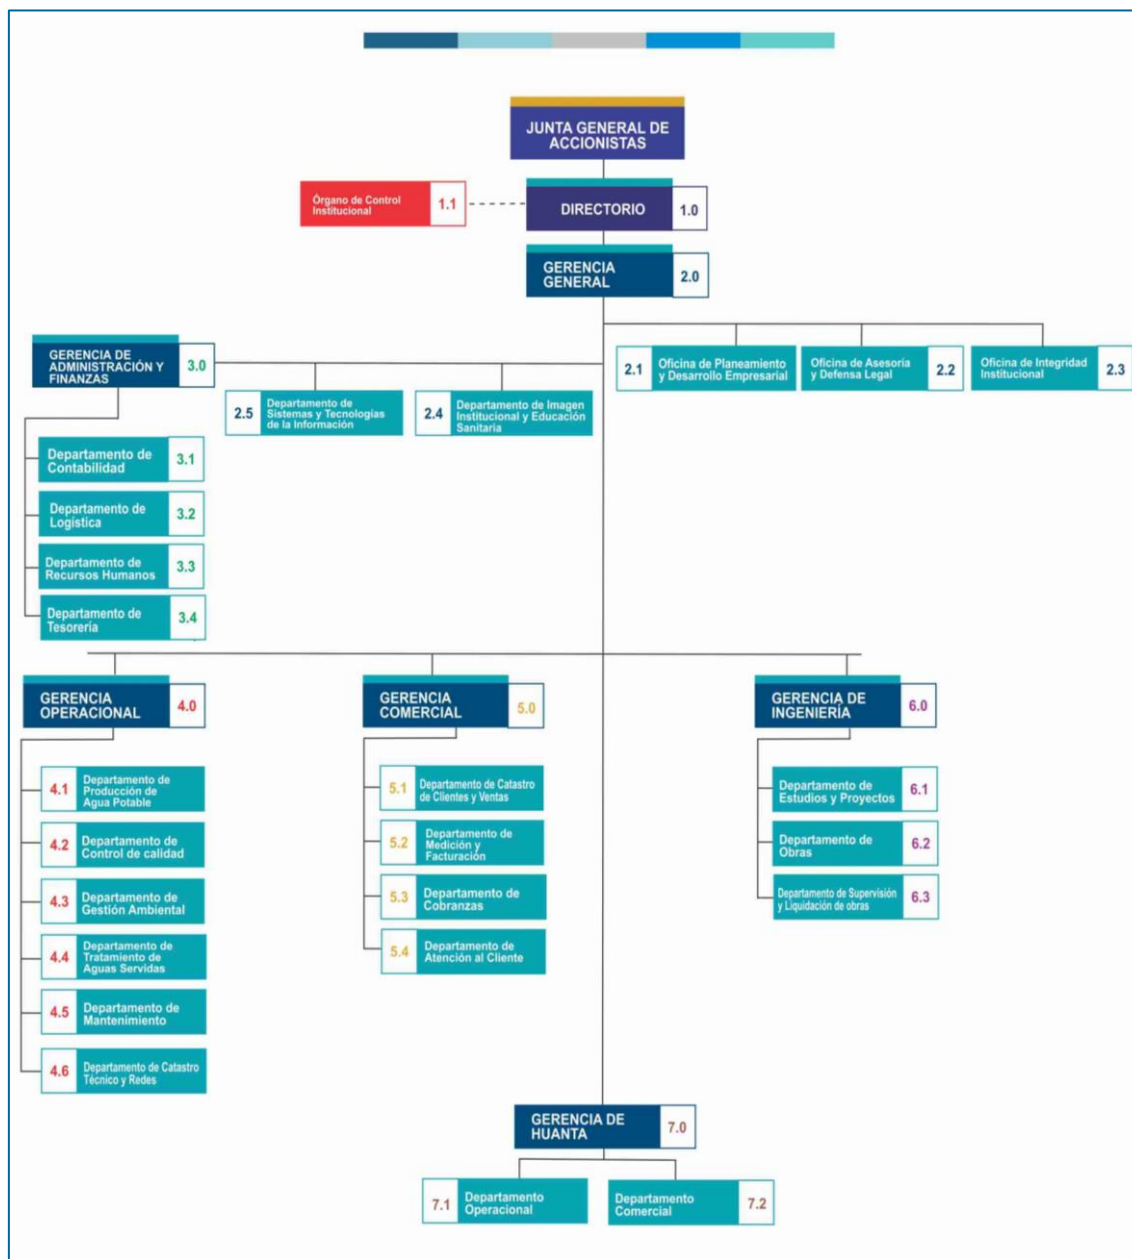 JUNTA GENERAL DE
ACCIONISTAS
Órgano de Control
Institucional
1.1
DIRECTORIO
1.0
GERENCIA
GENERAL
2.0
GERENCIA DE
ADMINISTRACIÓN Y
FINANZAS
3.0
2.1
Oficina de Planeamiento
y Desarrollo Empresarial
Oficina de Asesoría
y Defensa Legal
2.2
Oficina de Integridad
Institucional
2.3
2.5
Departamento de
Sistemas y Tecnologías
de la Información
2.4
Departamento de Imagen
Institucional y Educación
Sanitaria
Departamento de
Contabilidad
3.1
Departamento de
Logística
3.2
Departamento de
Recursos Humanos
3.3
Departamento de
Tesorería
3.4
GERENCIA
OPERACIONAL
4.0
4.1
Departamento de
Producción de
Agua Potable
4.2
Departamento de
Control de calidad
4.3
Departamento de
Gestión Ambiental
4.4
Departamento de
Tratamiento de
Aguas Servidas
4.5
Departamento de
Mantenimiento
4.6
Departamento de Catastro
Técnico y Redes
GERENCIA
COMERCIAL
5.0
5.1
Departamento de Catastro
de Clientes y Ventas
5.2
Departamento de
Medición y
Facturación
5.3
Departamento de
Cobranzas
5.4
Departamento de
Atención al Cliente
GERENCIA DE
INGENIERÍA
6.0
Departamento de
Estudios y Proyectos
6.1
Departamento de
Obras
6.2
Departamento de Supervisión
y Liquidación de obras
6.3
GERENCIA DE
HUANTA
7.0
7.1
Departamento
Operacional
Departamento
Comercial
7.2